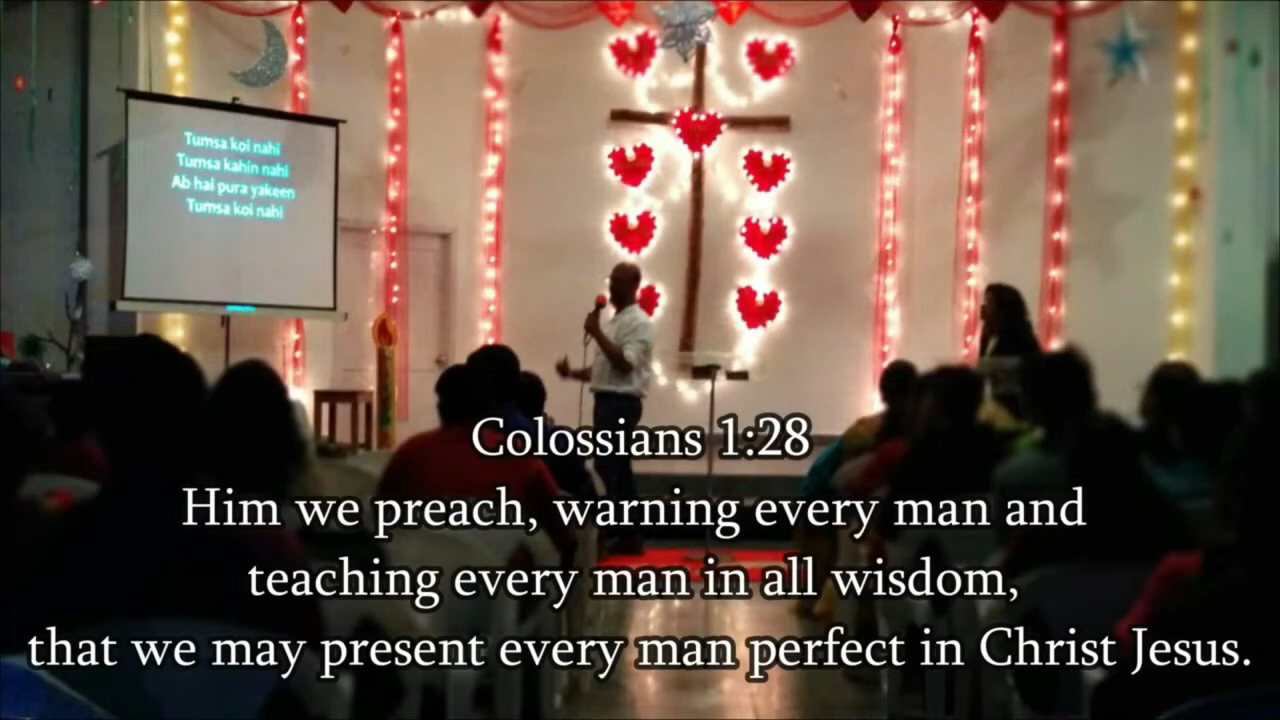 Tumsa koi nahi
Tumsa kahin nahi
Ab hai pura yakeen
Tumsa koi nahi
Colossians 1:28
Him we preach, warning every man and
teaching every man in all wisdom,
that we may present every man perfect in Christ Jesus.